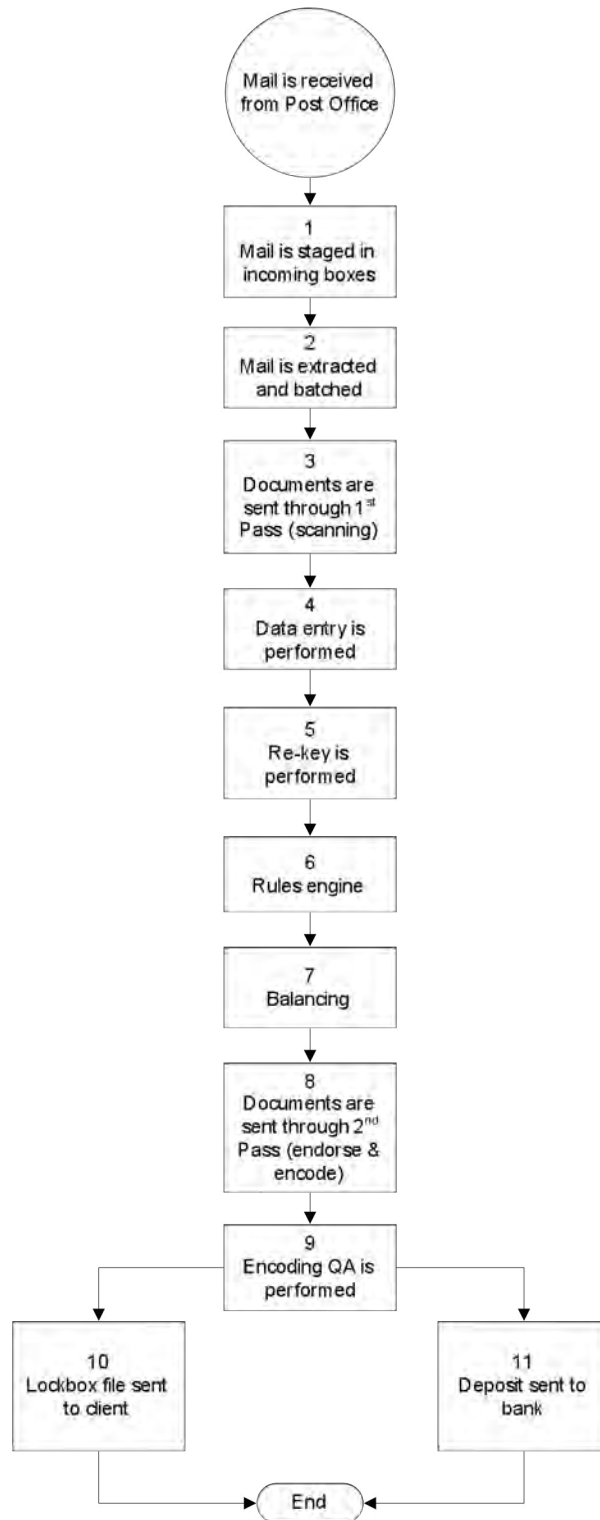 Mail is received
from Post Office
1
Mail is staged in
incoming boxes
2
Mail is extracted
and batched
3
Documents are
sent through 1st
Pass (scanning)
4
Data entry is
performed
5
Re-key is
performed
6
Rules engine
7
Balancing
8
Documents are
sent through 2nd
Pass (endorse &
encode)
9
Encoding QA is
performed
10
Lockbox file sent
to client
11
Deposit sent to
bank
End